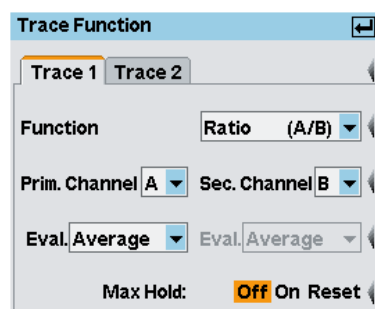 Trace Function
Trace 1 Trace 2
Function Ratio (A/B)
Prim. Channel A Sec. Channel B
Eval. Average Eval. Average
Max Hold: Off On Reset